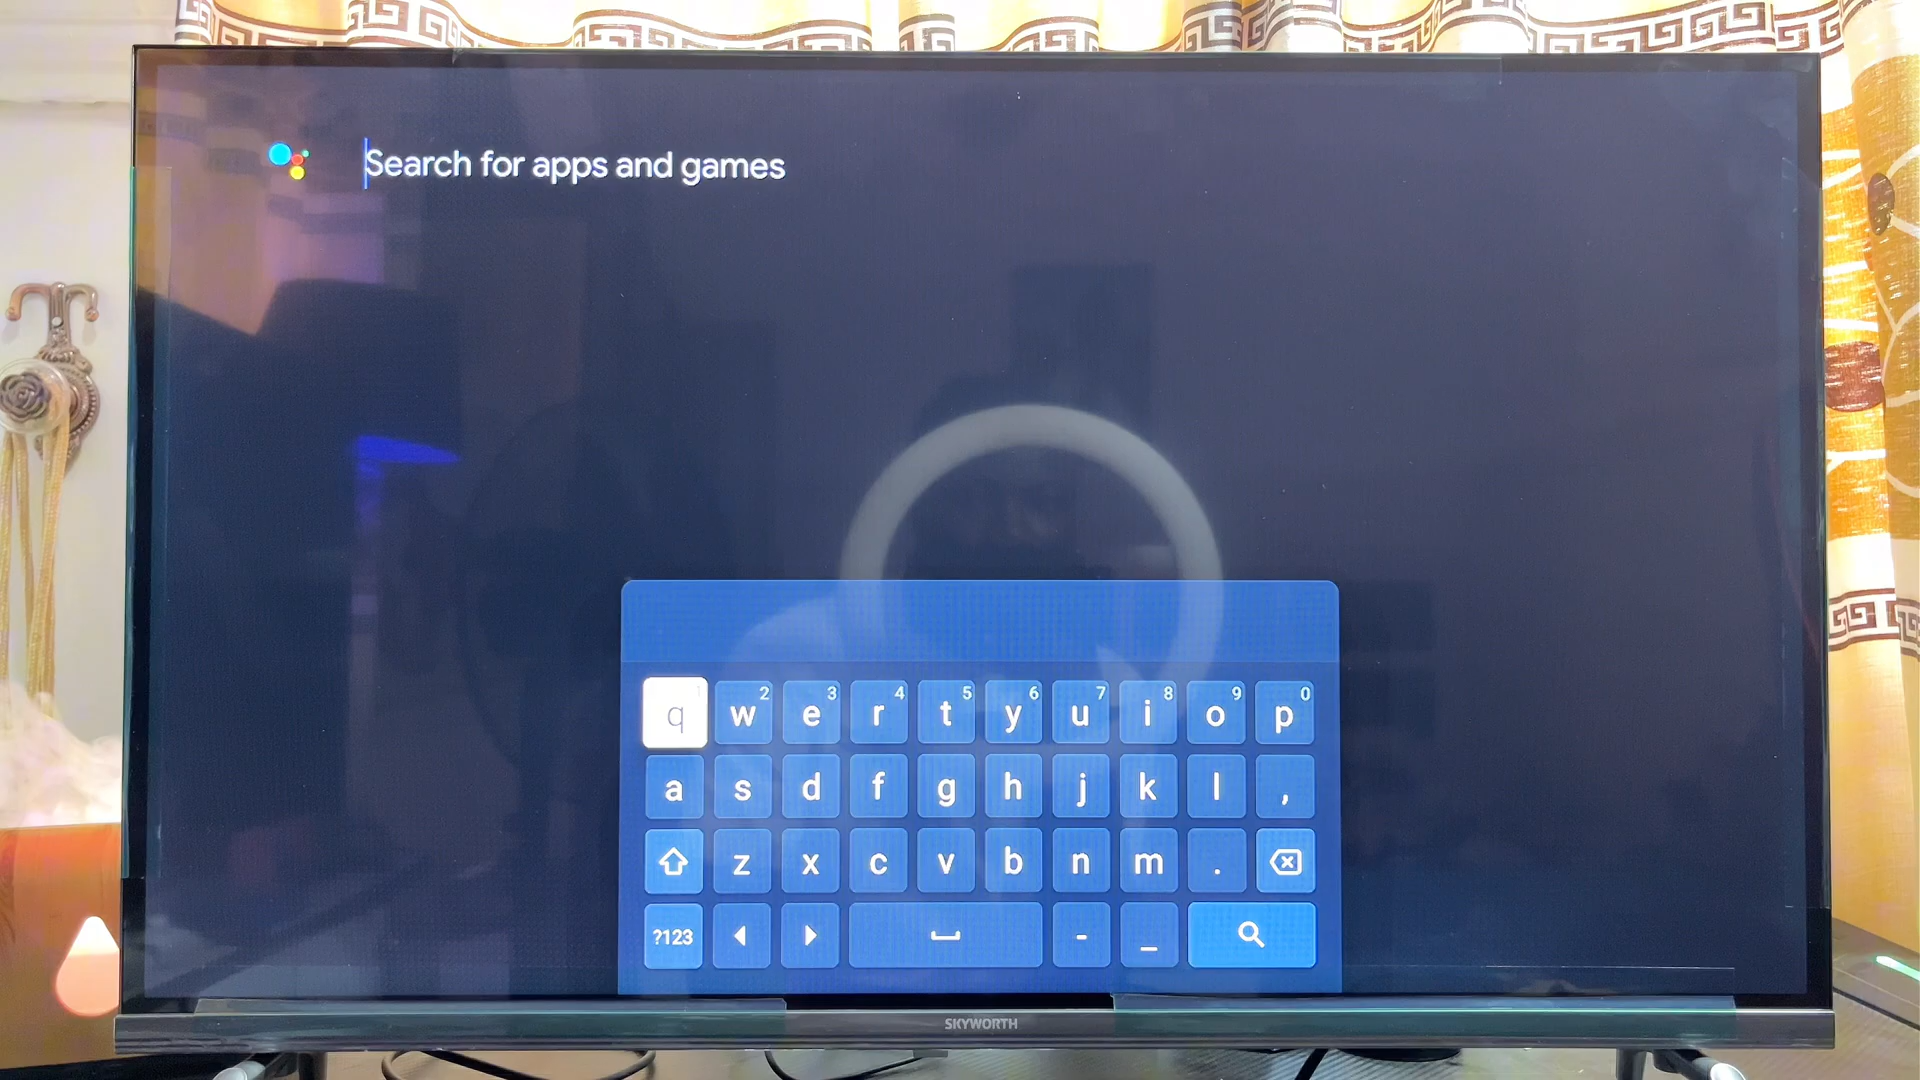 Search for apps and games
q w 2 e 3 r 4 t 5 y 6 u 7 i 8 o 9 p 0
a s d f g h j k l ,
z x c v b n m .
?123 - _
SKYWORTH